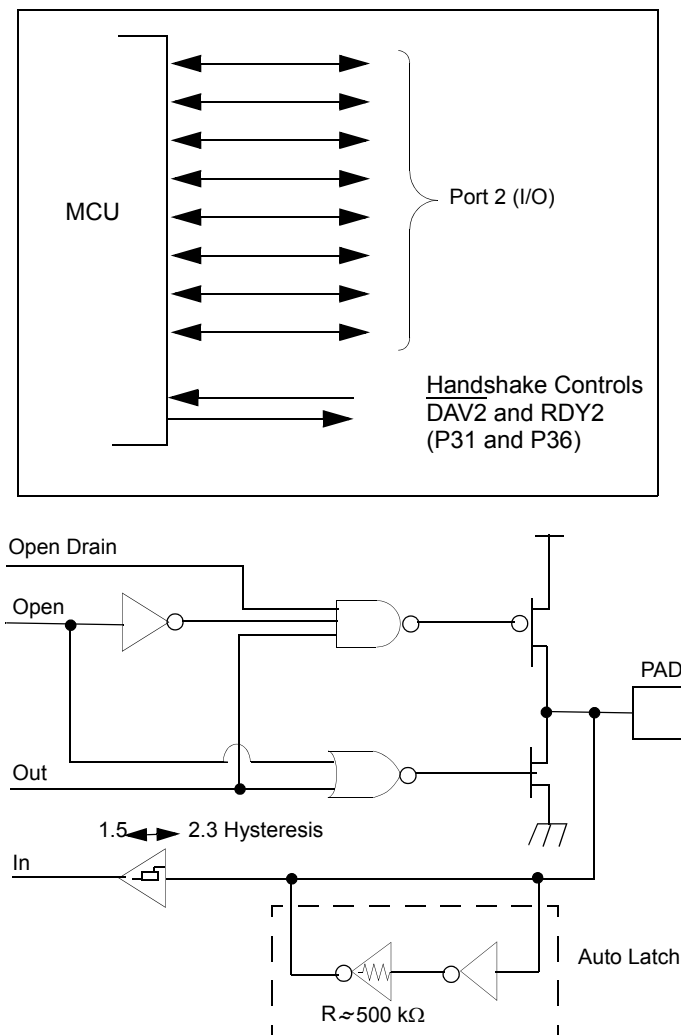 MCU
Port 2 (I/O)
Handshake Controls
DAV2 and RDY2
(P31 and P36)
Open Drain
Open
PAD
Out
1.5 2.3 Hysteresis
In
Auto Latch
R ≈ 500 kΩ